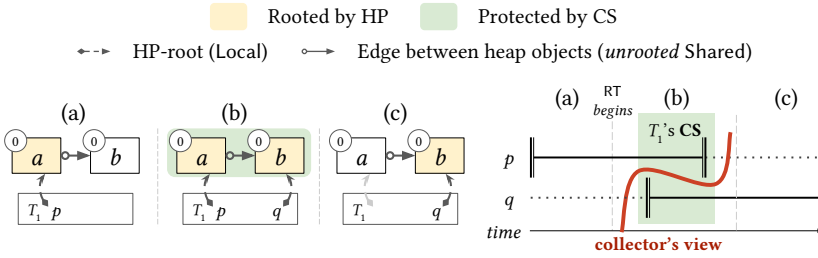 Rooted by HP
Protected by CS
HP-root (Local)
Edge between heap objects (unrooted Shared)
(a)
0
0
a
b
T1 p
(b)
0
0
a
b
T1 p
q
(c)
0
0
a
b
T1
q
(a)
RT
begins
(b)
(c)
T1's CS
p
q
time
collector's view